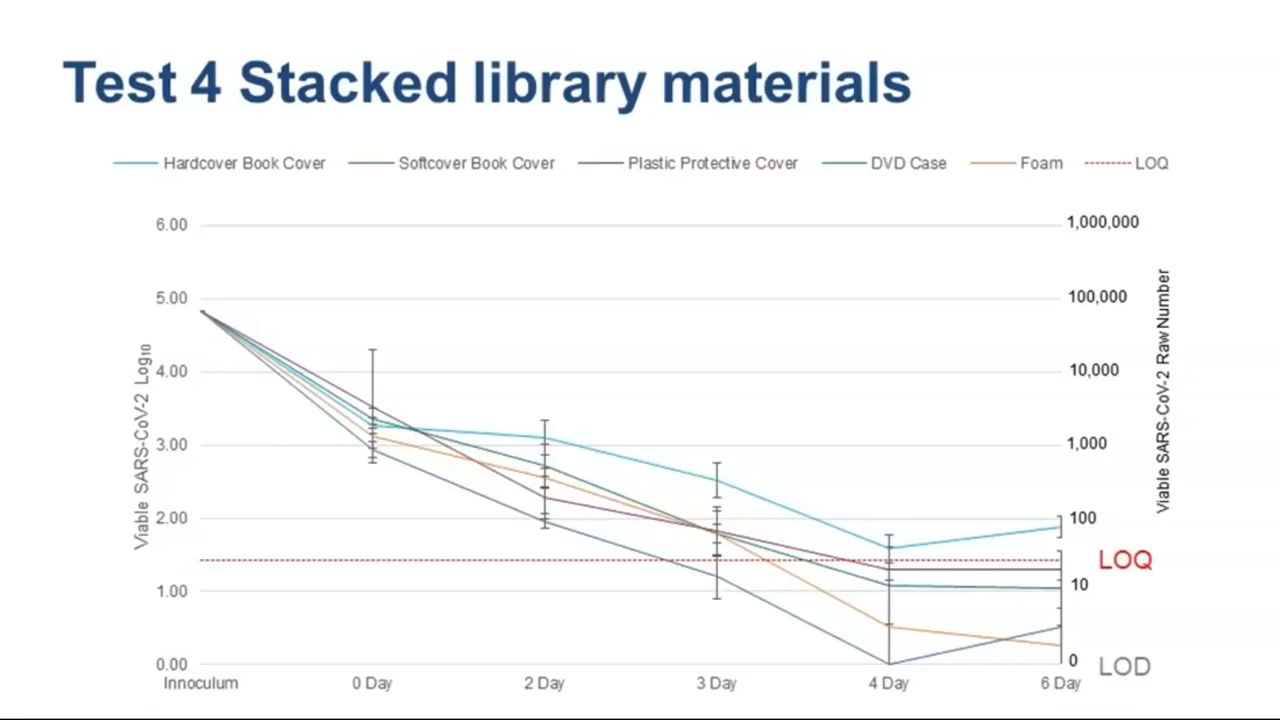 Test 4 Stacked library materials
Hardcover Book Cover Softcover Book Cover Plastic Protective Cover DVD Case Foam LOQ
6.00
5.00
4.00
3.00
2.00
1.00
0.00
Viable SARS-CoV-2 Log₁₀
1,000,000
100,000
10,000
1,000
100
10
0
Viable SARS-CoV-2 Raw Number
LOQ
LOD
Innoculum 0 Day 2 Day 3 Day 4 Day 6 Day